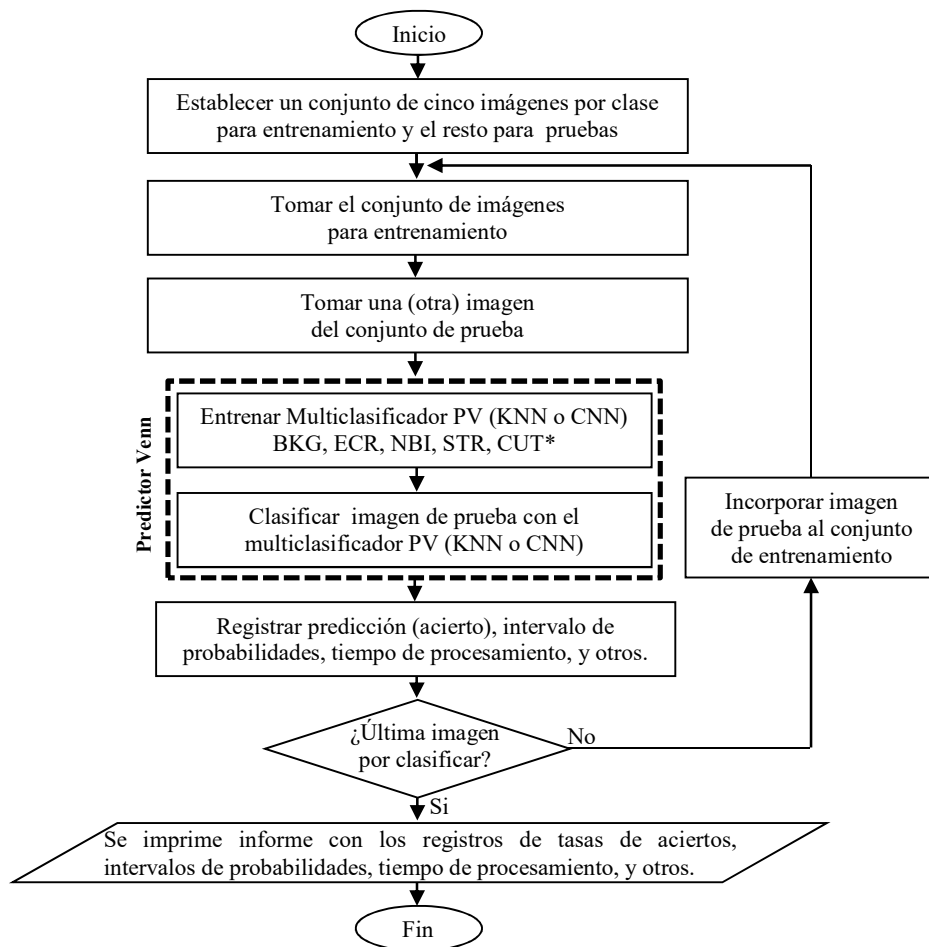 Inicio
Establecer un conjunto de cinco imágenes por clase
para entrenamiento y el resto para pruebas
Tomar el conjunto de imágenes
para entrenamiento
Tomar una (otra) imagen
del conjunto de prueba
Predictor Venn
Entrenar Multiclasificador PV (KNN o CNN)
BKG, ECR, NBI, STR, CUT*
Clasificar imagen de prueba con el
multiclasificador PV (KNN o CNN)
Incorporar imagen
de prueba al conjunto
de entrenamiento
Registrar predicción (acierto), intervalo de
probabilidades, tiempo de procesamiento, y otros.
¿Última imagen
por clasificar?
No
Si
Se imprime informe con los registros de tasas de aciertos,
intervalos de probabilidades, tiempo de procesamiento, y otros.
Fin